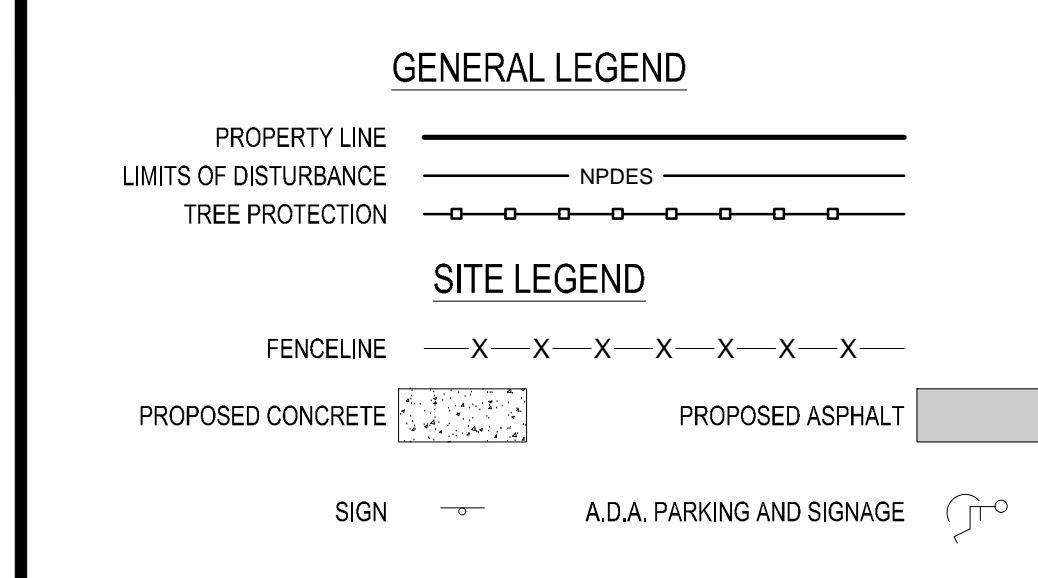 GENERAL LEGEND
PROPERTY LINE
LIMITS OF DISTURBANCE NPDES
TREE PROTECTION
SITE LEGEND
FENCELINE X X X X X X X
PROPOSED CONCRETE PROPOSED ASPHALT
SIGN A.D.A. PARKING AND SIGNAGE